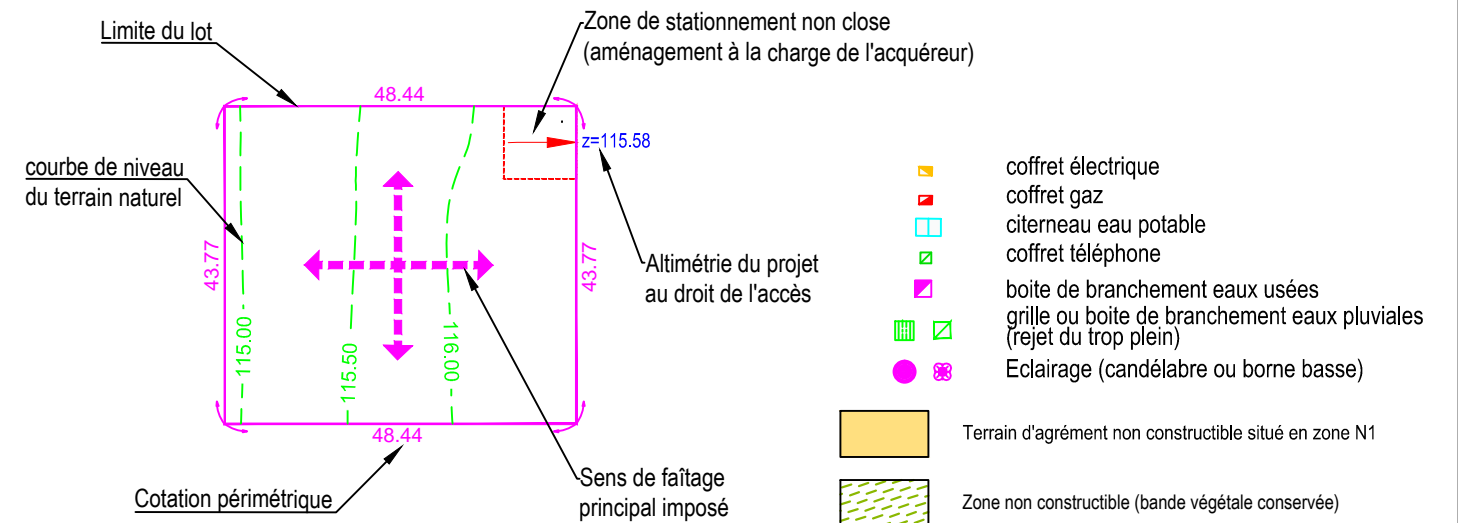 Limite du lot
Zone de stationnement non close
(aménagement à la charge de l'acquéreur)
48.44
z=115.58
courbe de niveau
du terrain naturel
43.77
43.77
Altimétrie du projet
au droit de l'accès
115.00
115.50
116.00
48.44
Cotation périmétrique
Sens de faîtage
principal imposé
coffret électrique
coffret gaz
citerneau eau potable
coffret téléphone
boite de branchement eaux usées
grille ou boite de branchement eaux pluviales
(rejet du trop plein)
Eclairage (candélabre ou borne basse)
Terrain d'agrément non constructible situé en zone N1
Zone non constructible (bande végétale conservée)